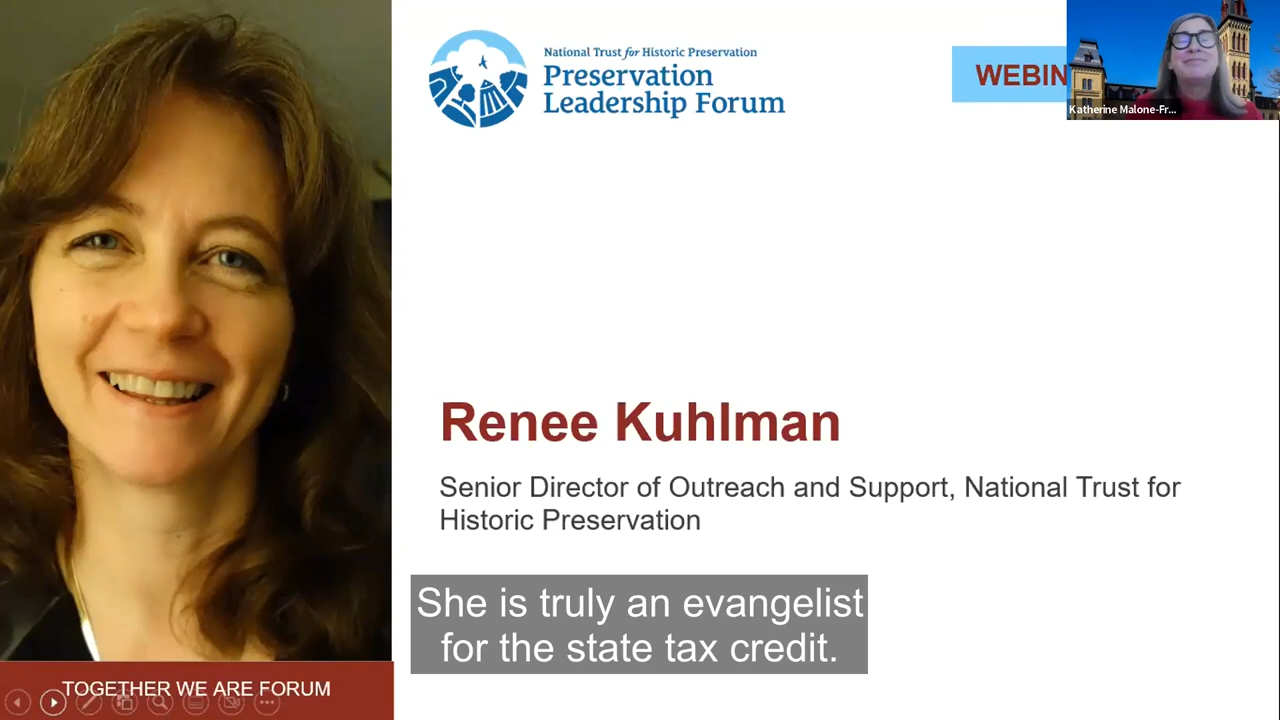 National Trust for Historic Preservation
Preservation
Leadership Forum
WEBIN
Katherine Malone-Fr...
Renee Kuhlman
Senior Director of Outreach and Support, National Trust for
Historic Preservation
She is truly an evangelist
for the state tax credit.
TOGETHER WE ARE FORUM